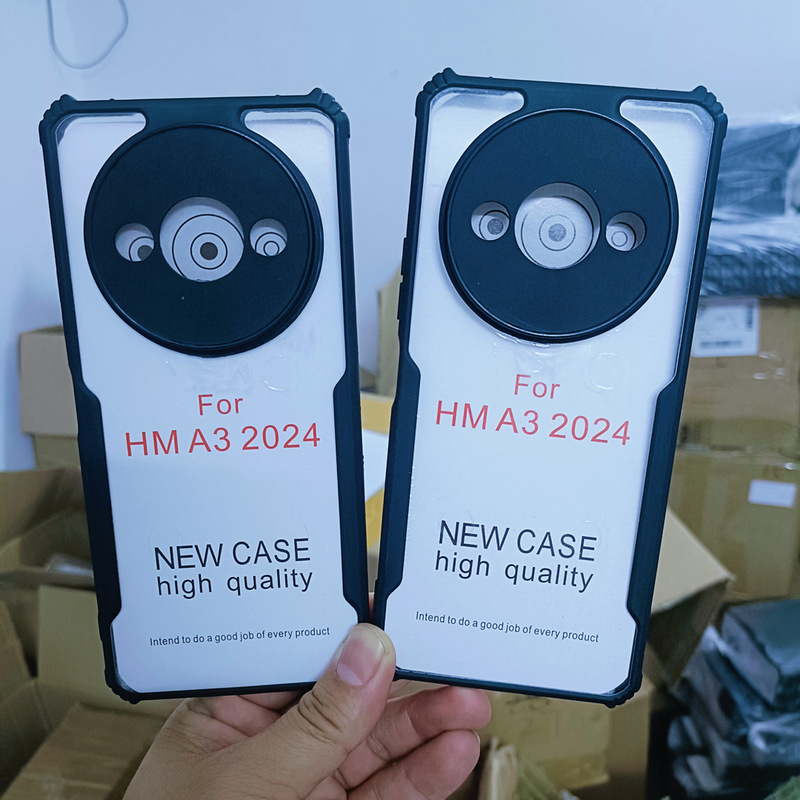 For
HM A3 2024
NEW CASE
high quality
Intend to do a good job of every product
For
HM A3 2024
NEW CASE
high quality
Intend to do a good job of every product